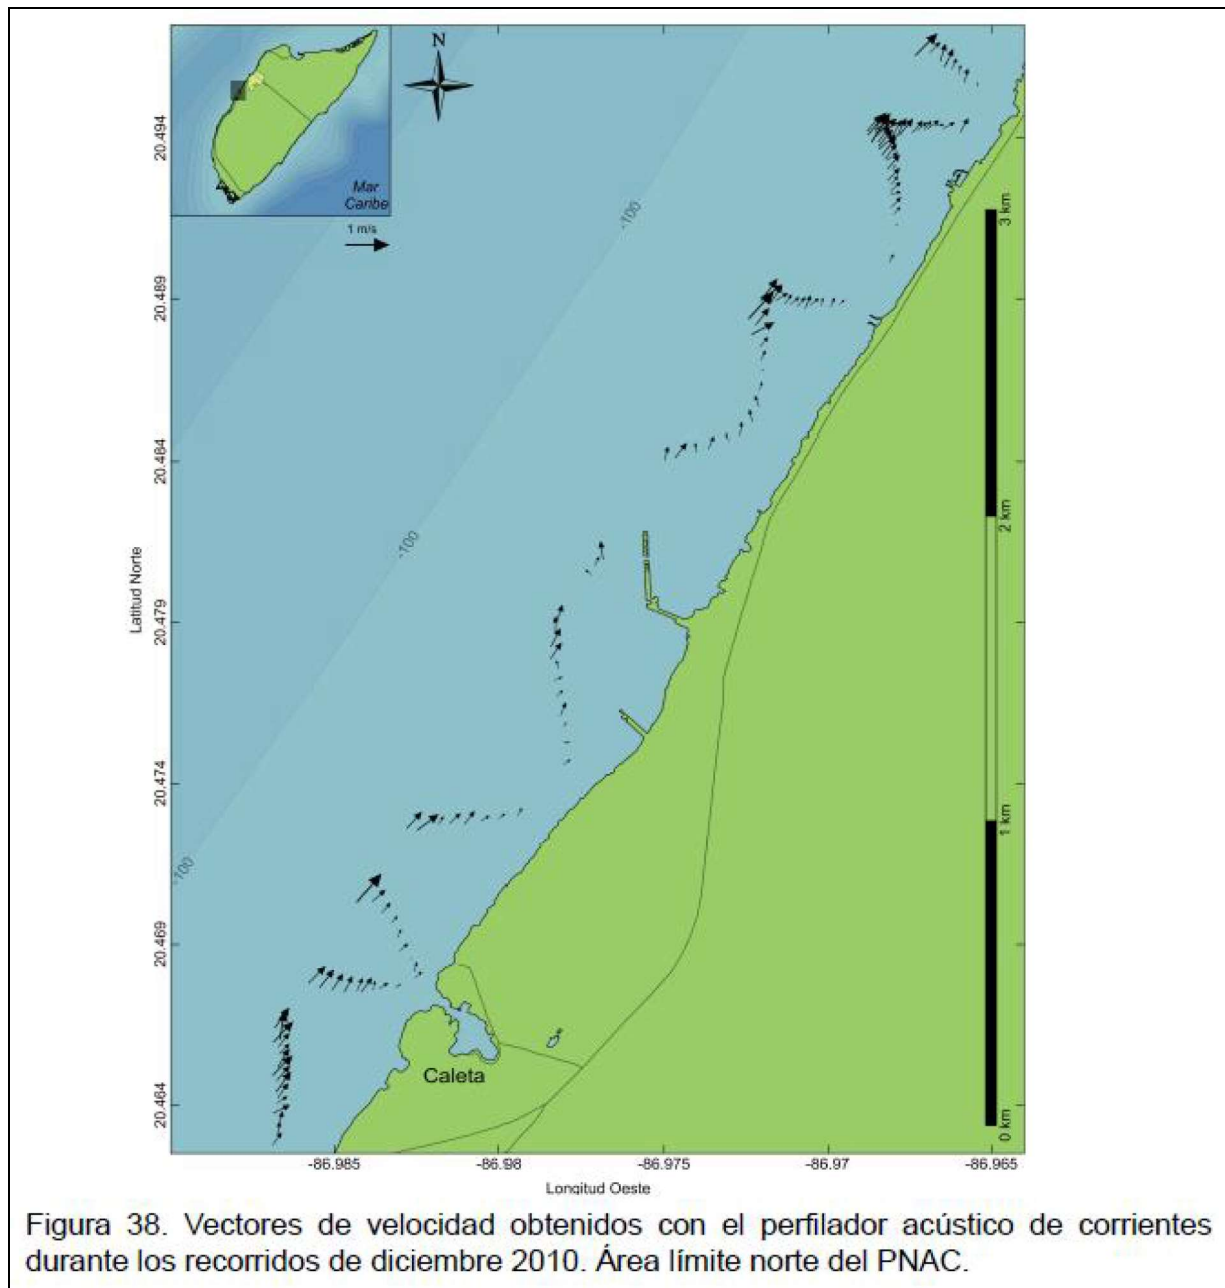 N
Mar
Caribe
1 m/s
20.494
20.489
20.484
20.479
20.474
20.469
20.464
Latitud Norte
-100
-100
-100
3 km
2 km
1 km
0 km
Caleta
-86.985
-86.98
-86.975
-86.97
-86.965
Longitud Oeste
Figura 38. Vectores de velocidad obtenidos con el perfilador acústico de corrientes
durante los recorridos de diciembre 2010. Área límite norte del PNAC.